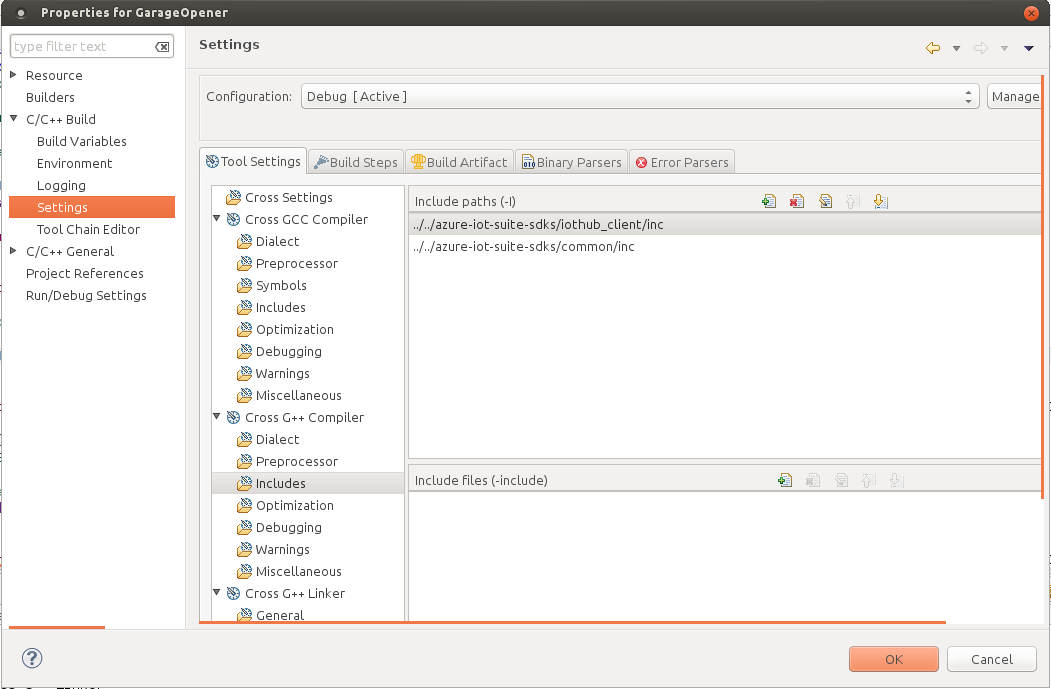 Properties for GarageOpener
type filter text
Resource
Builders
C/C++ Build
Build Variables
Environment
Logging
Settings
Tool Chain Editor
C/C++ General
Project References
Run/Debug Settings
Settings
Configuration: Debug [ Active ] Manage
Tool Settings Build Steps Build Artifact Binary Parsers Error Parsers
Cross Settings
Cross GCC Compiler
Dialect
Preprocessor
Symbols
Includes
Optimization
Debugging
Warnings
Miscellaneous
Cross G++ Compiler
Dialect
Preprocessor
Includes
Optimization
Debugging
Warnings
Miscellaneous
Cross G++ Linker
General
Include paths (-I)
../../azure-iot-suite-sdks/iothub_client/inc
../../azure-iot-suite-sdks/common/inc
Include files (-include)
OK Cancel